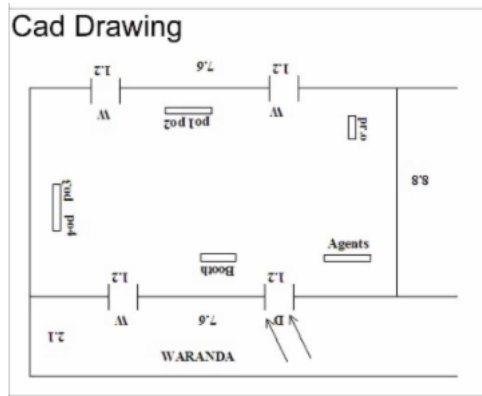 Cad Drawing
1.2
7.6
1.2
W
W
po1 po2
pr.o
8.8
po3 po4
Agents
Booth
1.2
1.2
W
7.6
D
2.1
WARANDA